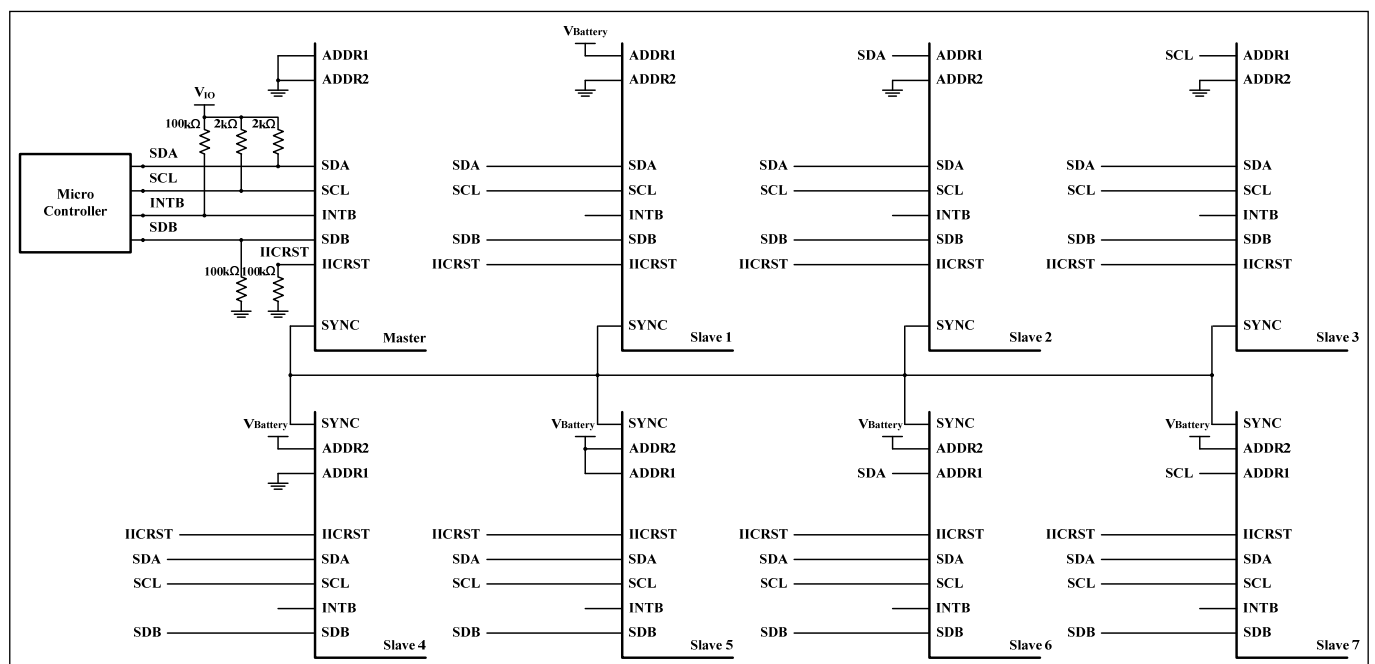 ADDR1
ADDR2
VIO
100kΩ 2kΩ 2kΩ
Micro
Controller
SDA
SCL
INTB
SDB
SDA
SCL
INTB
SDB
IICRST
IICRST
100kΩ 100kΩ
SYNC
Master
VBattery
ADDR1
ADDR2
SDA SDA
SCL SCL
INTB
SDB SDB
IICRST IICRST
SYNC
Slave 1
SDA ADDR1
ADDR2
SDA SDA
SCL SCL
INTB
SDB SDB
IICRST IICRST
SYNC
Slave 2
SCL ADDR1
ADDR2
SDA SDA
SCL SCL
INTB
SDB SDB
IICRST IICRST
SYNC
Slave 3
VBattery
SYNC
ADDR2
ADDR1
IICRST IICRST
SDA SDA
SCL SCL
INTB
SDB SDB
Slave 4
VBattery
SYNC
ADDR2
ADDR1
IICRST IICRST
SDA SDA
SCL SCL
INTB
SDB SDB
Slave 5
VBattery
SYNC
ADDR2
SDA ADDR1
IICRST IICRST
SDA SDA
SCL SCL
INTB
SDB SDB
Slave 6
VBattery
SYNC
ADDR2
SCL ADDR1
IICRST IICRST
SDA SDA
SCL SCL
INTB
SDB SDB
Slave 7